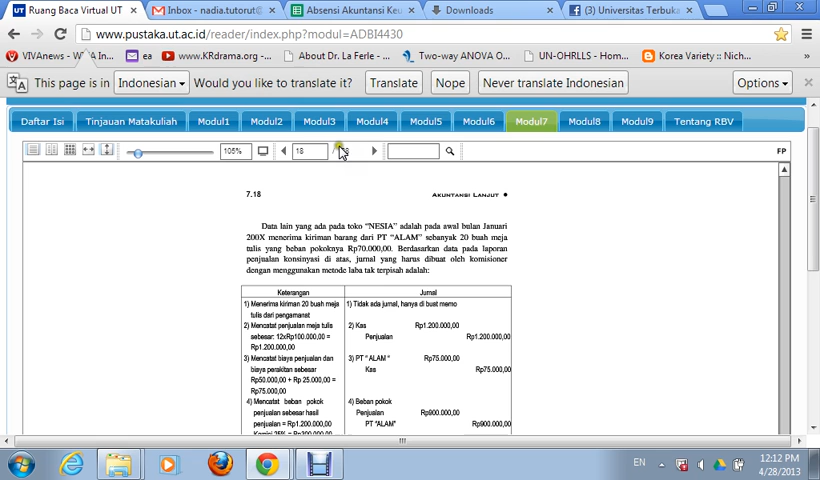 Ruang Baca Virtual UT
Inbox - nadia.tutorut@
Absensi Akuntansi Keu
Downloads
(3) Universitas Terbuka
www.pustaka.ut.ac.id/reader/index.php?modul=ADBI4430
VIVAnews - W
In...
ea
www.KRdrama.org - ...
About Dr. La Ferle - ...
Two-way ANOVA O...
UN-OHRLLS - Hom...
Korea Variety :: Nich...
This page is in
Indonesian
Would you like to translate it?
Translate
Nope
Never translate Indonesian
Options
Daftar Isi
Tinjauan Matakuliah
Modul1
Modul2
Modul3
Modul4
Modul5
Modul6
Modul7
Modul8
Modul9
Tentang RBV
105%
18
FP
7.18
AKUNTANSI LANJUT ●
Data lain yang ada pada toko “NESIA” adalah pada awal bulan Januari
200X menerima kiriman barang dari PT “ALAM” sebanyak 20 buah meja
tulis yang beban pokoknya Rp70.000,00. Berdasarkan data pada laporan
penjualan konsinyasi di atas, jurnal yang harus dibuat oleh komisioner
dengan menggunakan metode laba tak terpisah adalah:
Keterangan
Jurnal
1) Menerima kiriman 20 buah meja
tulis dari pengamanat
1) Tidak ada jurnal, hanya di buat memo
2) Mencatat penjualan meja tulis
sebesar: 12xRp100.000,00 =
Rp1.200.000,00
2) Kas Rp1.200.000,00
Penjualan Rp1.200.000,00
3) Mencatat biaya penjualan dan
biaya perakitan sebesar
Rp50.000,00 + Rp 25.000,00 =
Rp75.000,00
3) PT “ALAM “ Rp75.000,00
Kas Rp75.000,00
4) Mencatat beban pokok
penjualan sebesar hasil
penjualan = Rp1.200.000,00
Komisi 25% = Rp300.000,00
4) Beban pokok
Penjualan Rp900.000,00
PT “ALAM” Rp900.000,00
EN
12:12 PM
4/28/2013